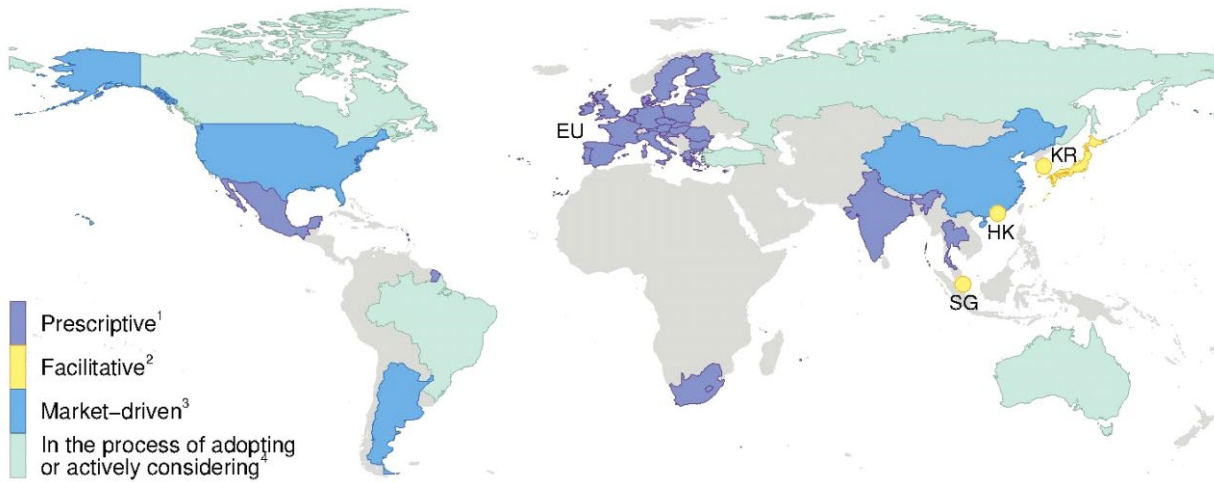 EU
KR
HK
SG
Prescriptive¹
Facilitative²
Market–driven³
In the process of adopting
or actively considering⁴